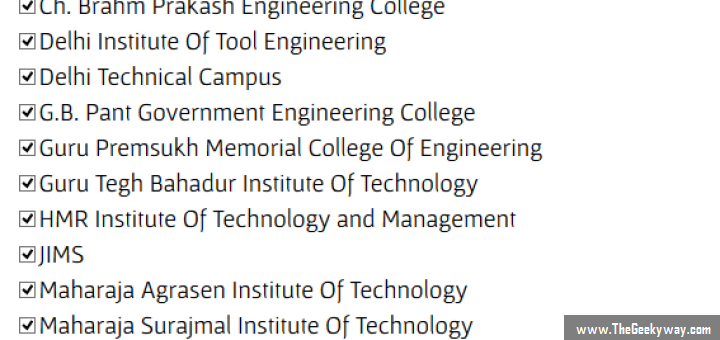 Ch. Brahm Prakash Engineering College
Delhi Institute Of Tool Engineering
Delhi Technical Campus
G.B. Pant Government Engineering College
Guru Premsukh Memorial College Of Engineering
Guru Tegh Bahadur Institute Of Technology
HMR Institute Of Technology and Management
JIMS
Maharaja Agrasen Institute Of Technology
Maharaja Surajmal Institute Of Technology
www.TheGeekyway.com